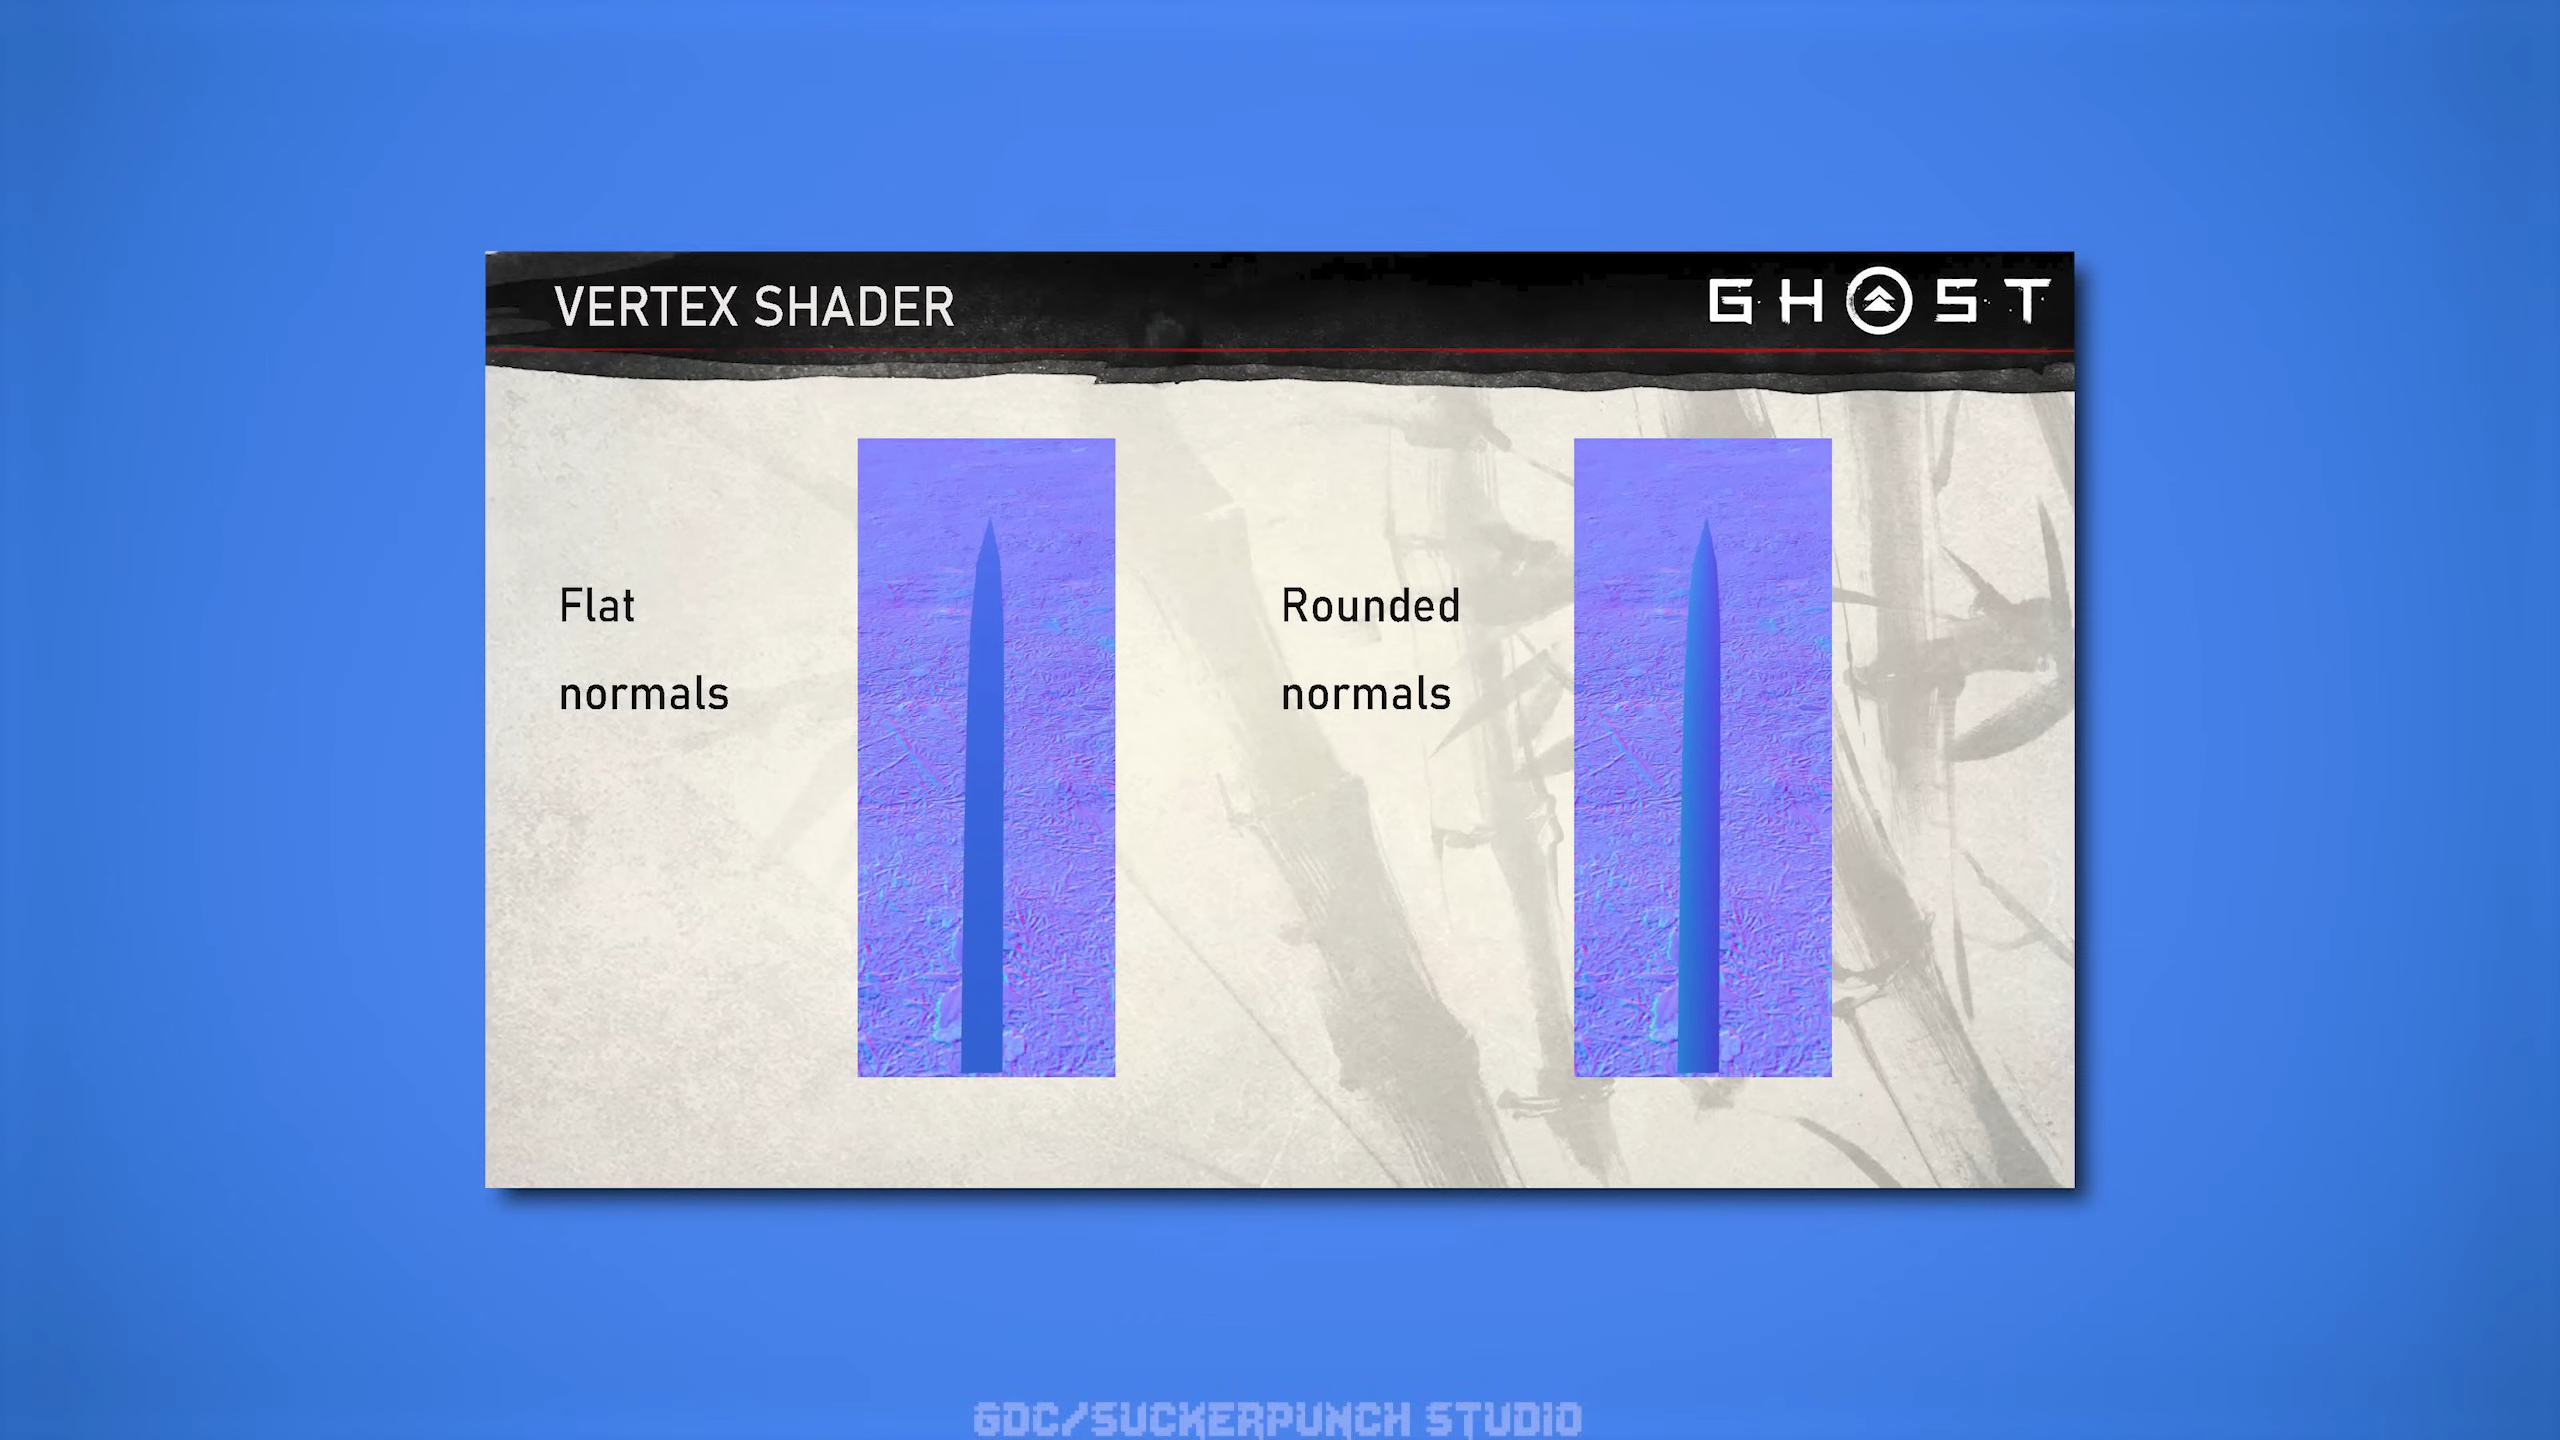 VERTEX SHADER
GHOST
Flat
normals
Rounded
normals
GDC/SUCKERPUNCH STUDIO